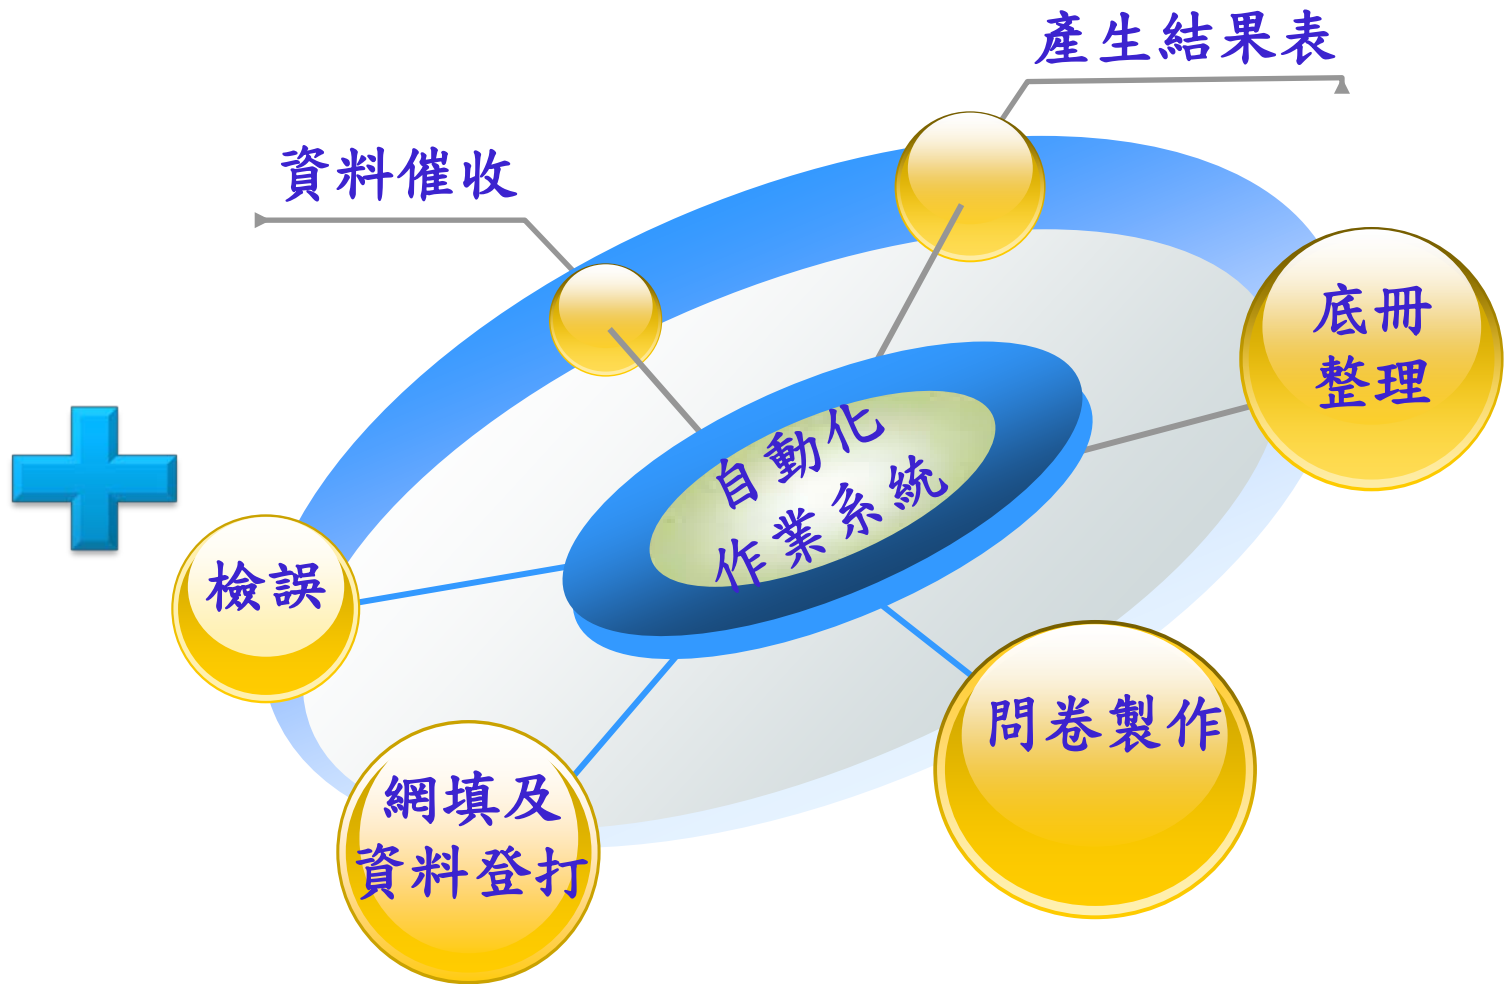 產生結果表
資料催收
底冊
整理
自動化
作業系統
檢誤
問卷製作
網填及
資料登打